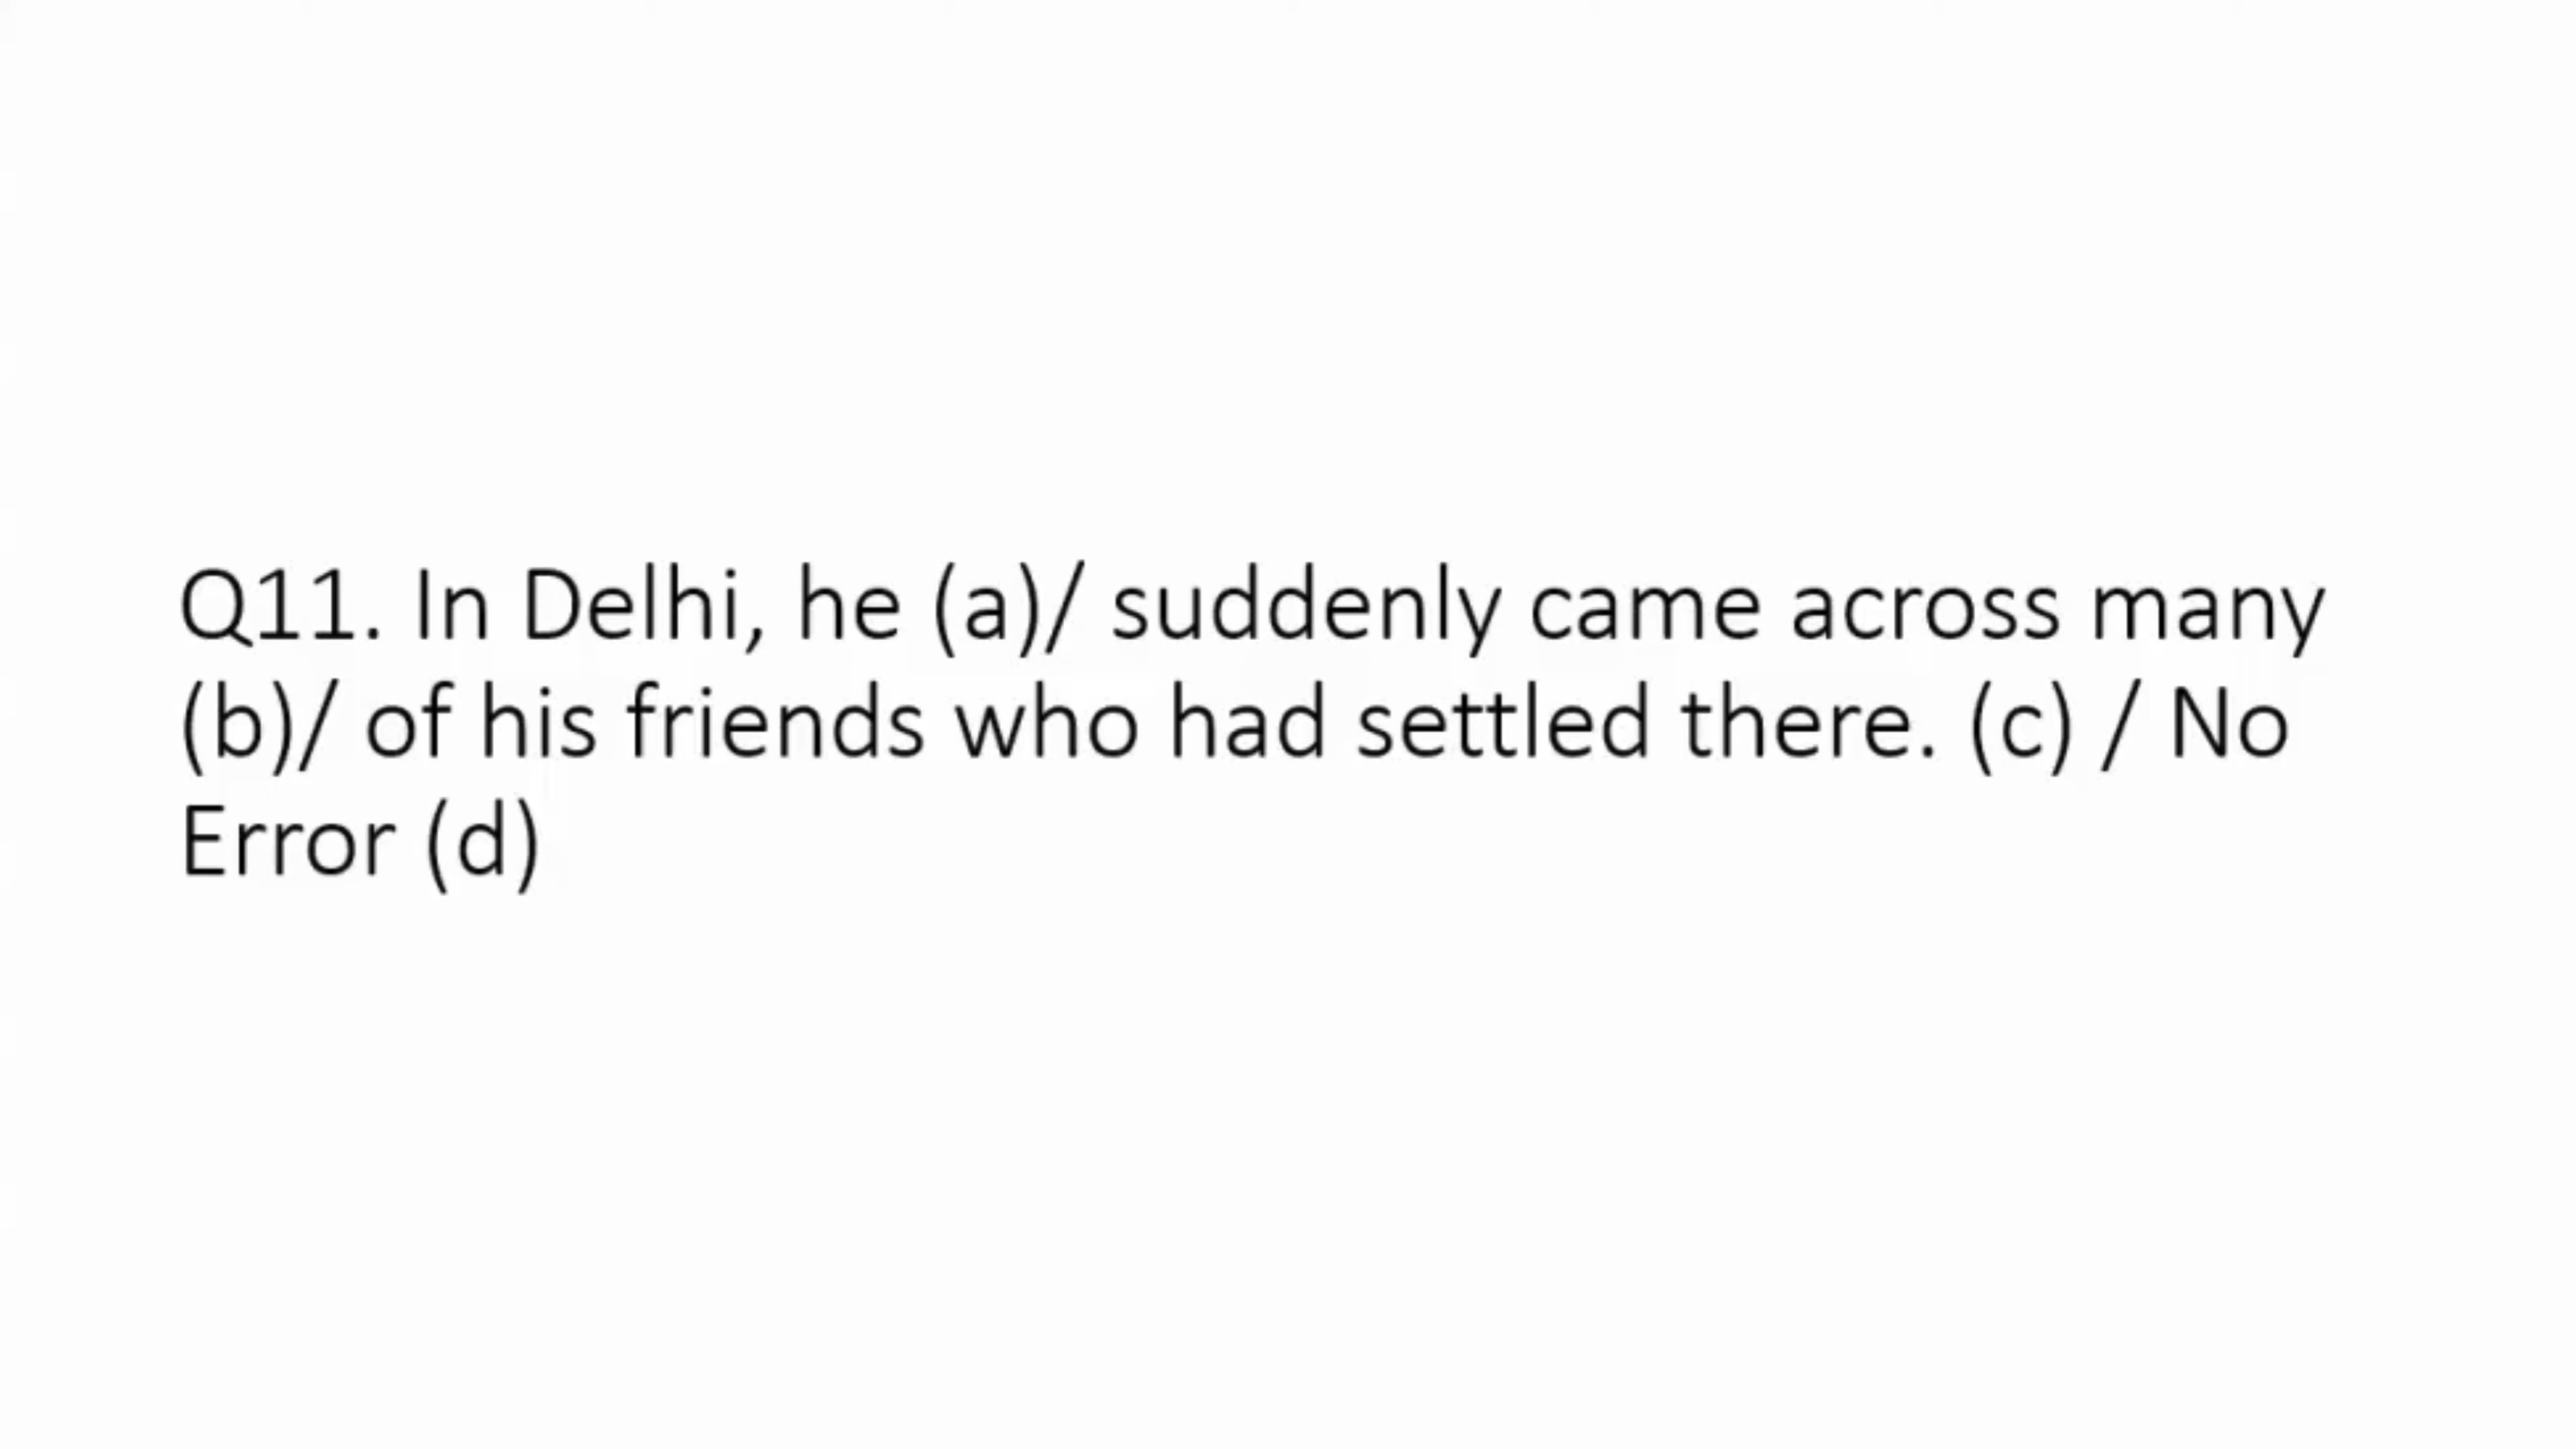 Q11. In Delhi, he (a)/ suddenly came across many
(b)/ of his friends who had settled there. (c) / No
Error (d)